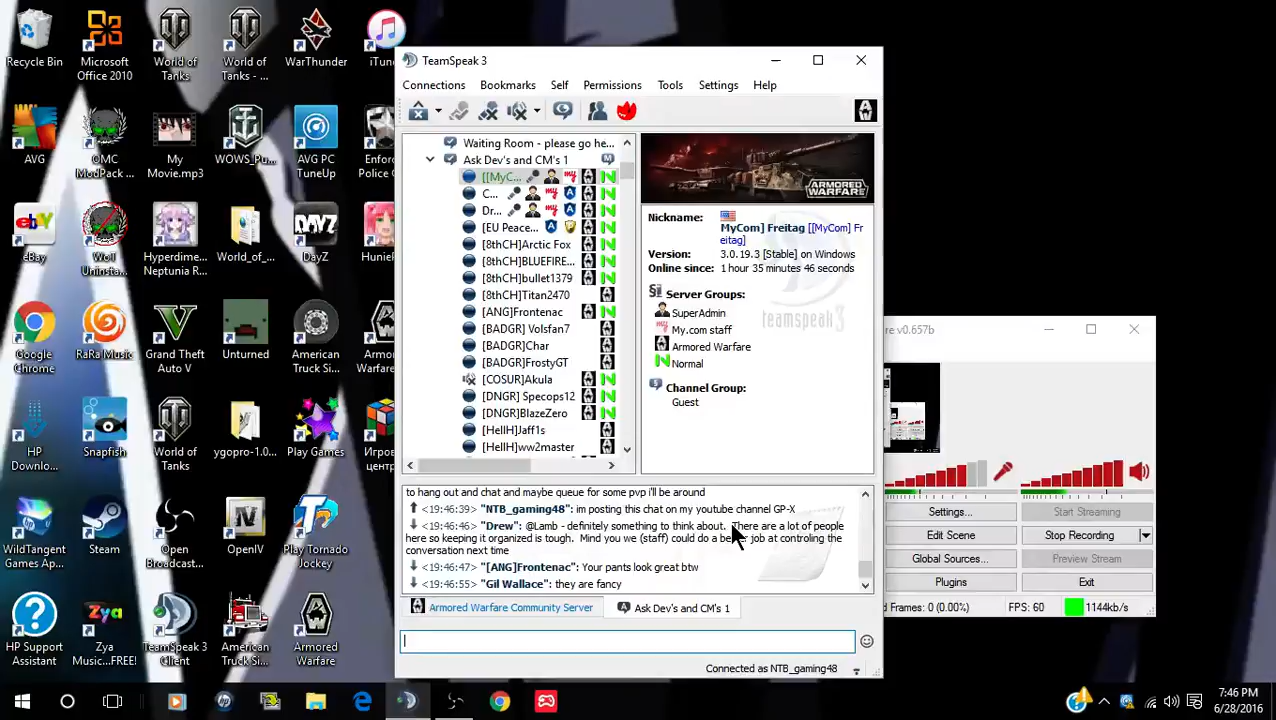 Recycle Bin
Microsoft Office 2010
World of Tanks
World of Tanks - ...
WarThunder
iTu
AVG
OMC ModPack ...
My Movie.mp3
WOWS_Pu...
AVG PC TuneUp
Enfor
Police
eBay
WoT Uninsta...
Hyperdime...
Neptunia R...
World_of_...
DayZ
Hunie
Google Chrome
RaRa Music
Grand Theft Auto V
Unturned
American Truck Si...
Armo
Warfare
HP Downlo...
Snapfish
World of Tanks
ygopro-1.0...
Play Games
Игро
цент
WildTangent Games App...
Steam
Open Broadcas...
OpenIV
Play Tornado Jockey
HP Support Assistant
Zya Music...FREE!
TeamSpeak 3 Client
American Truck Si...
Armored Warfare
TeamSpeak 3
Connections Bookmarks Self Permissions Tools Settings Help
Waiting Room - please go he...
Ask Dev's and CM's 1
[[MyC...
C...
Dr...
[EU Peace...
[8thCH]Arctic Fox
[8thCH]BLUEFIRE...
[8thCH]bullet1379
[8thCH]Titan2470
[ANG]Frontenac
[BADGR] Volsfan7
[BADGR]Char
[BADGR]FrostyGT
[COSUR]Akula
[DNGR] Specops12
[DNGR]BlazeZero
[HellH]Jaff1s
[HellH]ww2master
ARMORED WARFARE
Nickname:
MyCom] Freitag [[MyCom] Fr
eitag]
Version: 3.0.19.3 [Stable] on Windows
Online since: 1 hour 35 minutes 46 seconds
Server Groups:
SuperAdmin
My.com staff
Armored Warfare
Normal
Channel Group:
Guest
teamspeak3
to hang out and chat and maybe queue for some pvp i'll be around
<19:46:39> "NTB_gaming48": im posting this chat on my youtube channel GP-X
<19:46:46> "Drew": @Lamb - definitely something to think about. There are a lot of people
here so keeping it organized is tough. Mind you we (staff) could do a better job at controling the
conversation next time
<19:46:47> "[ANG]Frontenac": Your pants look great btw
<19:46:55> "Gil Wallace": they are fancy
Armored Warfare Community Server
Ask Dev's and CM's 1
Connected as NTB_gaming48
re v0.657b
Settings... Start Streaming
Edit Scene Stop Recording
Global Sources... Preview Stream
Plugins Exit
d Frames: 0 (0.00%) FPS: 60 1144kb/s
7:46 PM
6/28/2016